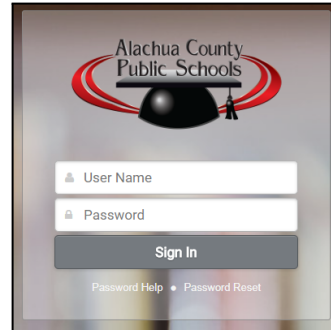 Alachua County
Public Schools
User Name
Password
Sign In
Password Help • Password Reset